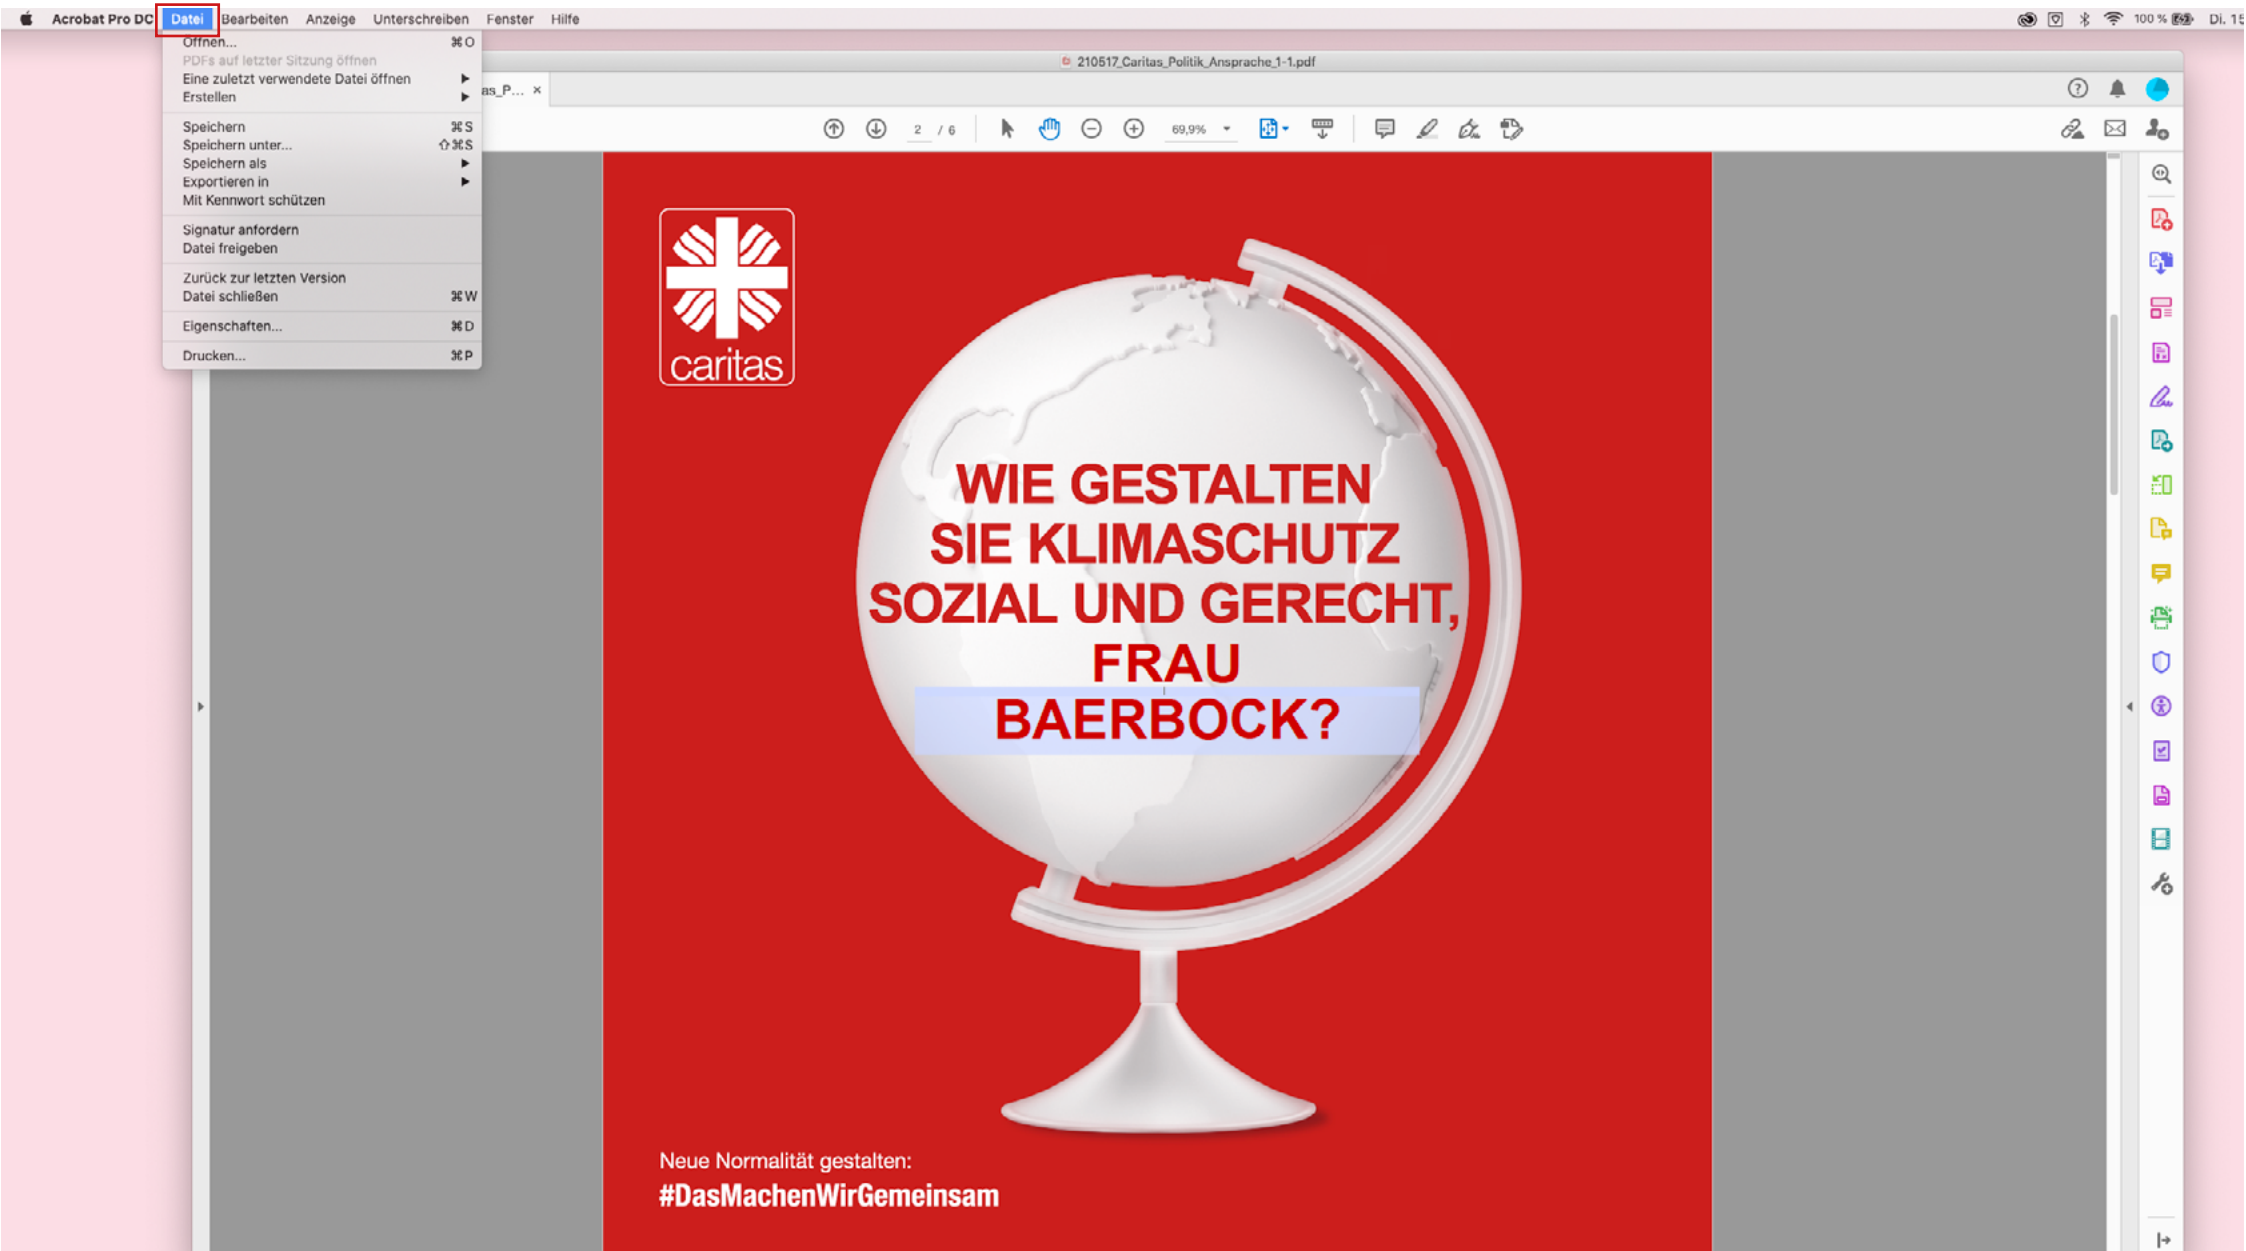 Acrobat Pro DC Datei Bearbeiten Anzeige Unterschreiben Fenster Hilfe 100 % Di. 15
Öffnen... ⌘O
PDFs auf letzter Sitzung öffnen
Eine zuletzt verwendete Datei öffnen
Erstellen
Speichern ⌘S
Speichern unter... ⇧⌘S
Speichern als
Exportieren in
Mit Kennwort schützen
Signatur anfordern
Datei freigeben
Zurück zur letzten Version
Datei schließen ⌘W
Eigenschaften... ⌘D
Drucken... ⌘P
210517_Caritas_Politik_Ansprache_1-1.pdf
as_P... ×
2 / 6 69,9%
caritas
WIE GESTALTEN
SIE KLIMASCHUTZ
SOZIAL UND GERECHT,
FRAU
BAERBOCK?
Neue Normalität gestalten:
#DasMachenWirGemeinsam